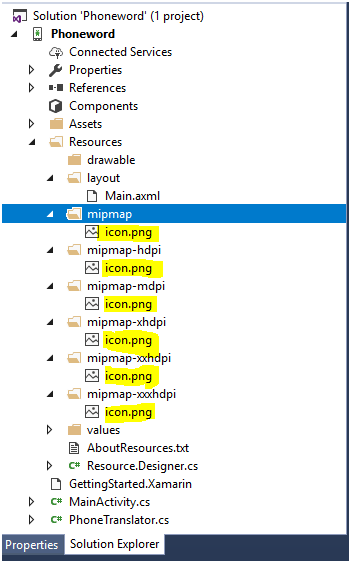 Solution 'Phoneword' (1 project)
Phoneword
Connected Services
Properties
References
Components
Assets
Resources
drawable
layout
Main.axml
mipmap
icon.png
mipmap-hdpi
icon.png
mipmap-mdpi
icon.png
mipmap-xhdpi
icon.png
mipmap-xxhdpi
icon.png
mipmap-xxxhdpi
icon.png
values
AboutResources.txt
C# Resource.Designer.cs
GettingStarted.Xamarin
C# MainActivity.cs
C# PhoneTranslator.cs
Properties Solution Explorer